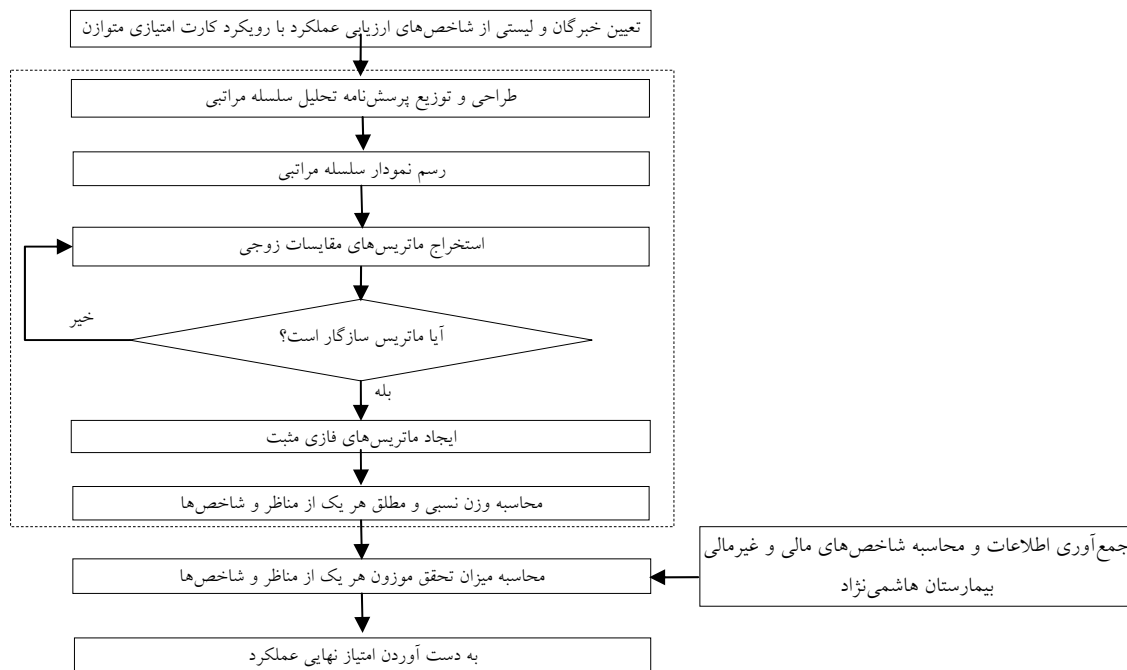 تعیین خبرگان و لیستی از شاخص‌های ارزیابی عملکرد با رویکرد کارت امتیازی متوازن
طراحی و توزیع پرسش‌نامه تحلیل سلسله مراتبی
رسم نمودار سلسله مراتبی
استخراج ماتریس‌های مقایسات زوجی
خیر
آیا ماتریس سازگار است؟
بله
ایجاد ماتریس‌های فازی مثبت
محاسبه وزن نسبی و مطلق هر یک از مناظر و شاخص‌ها
جمع‌آوری اطلاعات و محاسبه شاخص‌های مالی و غیرمالی
بیمارستان هاشمی‌نژاد
محاسبه میزان تحقق موزون هر یک از مناظر و شاخص‌ها
به دست آوردن امتیاز نهایی عملکرد